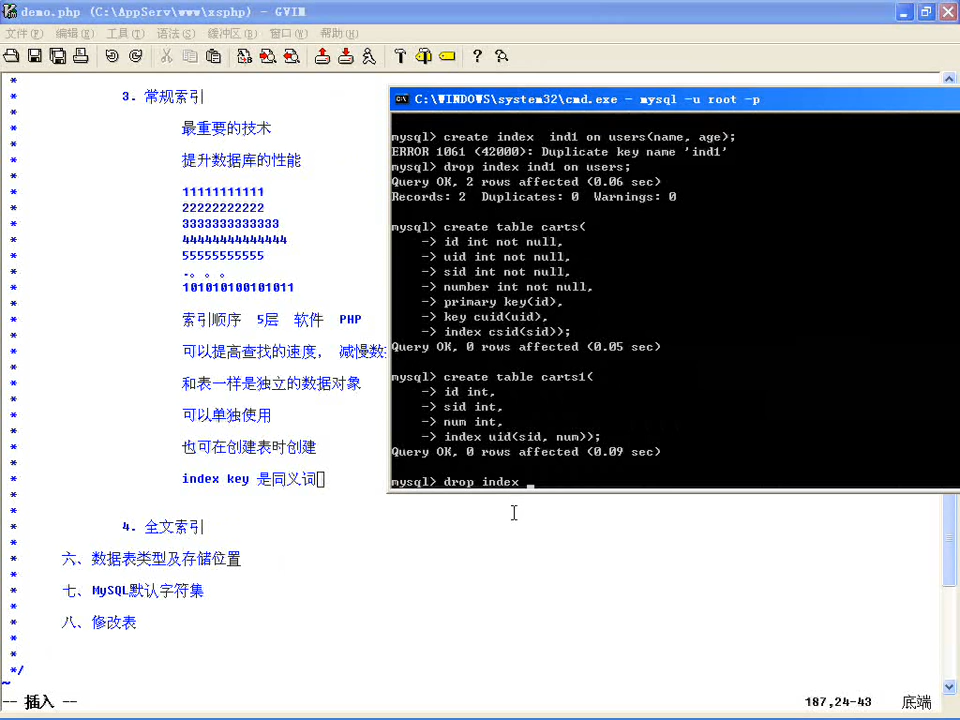 demo.php (C:\AppServ\www\xsphp) - GVIM
文件(F) 编辑(E) 工具(T) 语法(S) 缓冲区(B) 窗口(W) 帮助(H)
*
* 3. 常规索引
*
* 最重要的技术
*
* 提升数据库的性能
*
* 11111111111
* 22222222222
* 3333333333333
* 44444444444444
* 55555555555
* .。。。
* 101010100101011
*
* 索引顺序 5层 软件 PHP
*
* 可以提高查找的速度， 减慢数
*
* 和表一样是独立的数据对象
*
* 可以单独使用
*
* 也可在创建表时创建
*
* index key 是同义词
*
*
* 4. 全文索引
*
* 六、数据表类型及存储位置
*
* 七、MySQL默认字符集
*
* 八、修改表
*
*
*/
~
-- 插入 --
187,24-43 底端
C:\WINDOWS\system32\cmd.exe - mysql -u root -p
mysql> create index  ind1 on users(name, age);
ERROR 1061 (42000): Duplicate key name 'ind1'
mysql> drop index ind1 on users;
Query OK, 2 rows affected (0.06 sec)
Records: 2  Duplicates: 0  Warnings: 0
mysql> create table carts(
-> id int not null,
-> uid int not null,
-> sid int not null,
-> number int not null,
-> primary key(id),
-> key cuid(uid),
-> index csid(sid));
Query OK, 0 rows affected (0.05 sec)
mysql> create table carts1(
-> id int,
-> sid int,
-> num int,
-> index uid(sid, num));
Query OK, 0 rows affected (0.09 sec)
mysql> drop index _